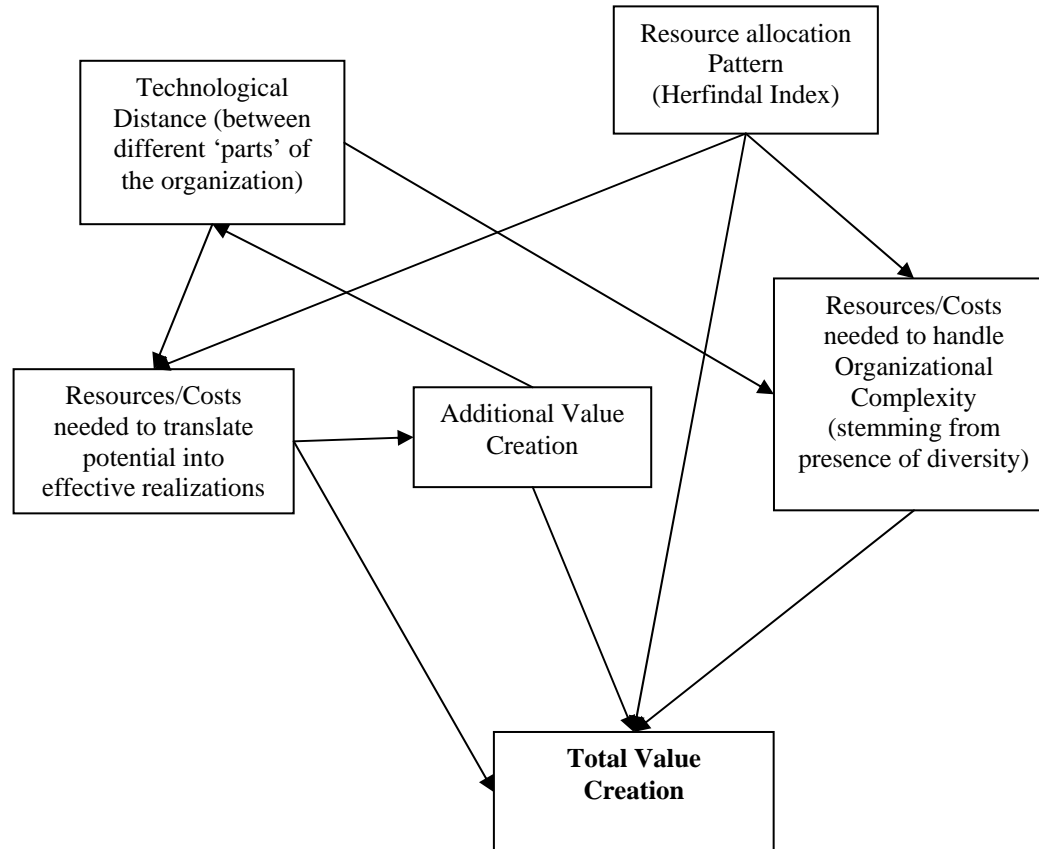 Resource allocation
Pattern
(Herfindal Index)
Technological
Distance (between
different ‘parts’ of
the organization)
Resources/Costs
needed to handle
Organizational
Complexity
(stemming from
presence of diversity)
Resources/Costs
needed to translate
potential into
effective realizations
Additional Value
Creation
Total Value
Creation